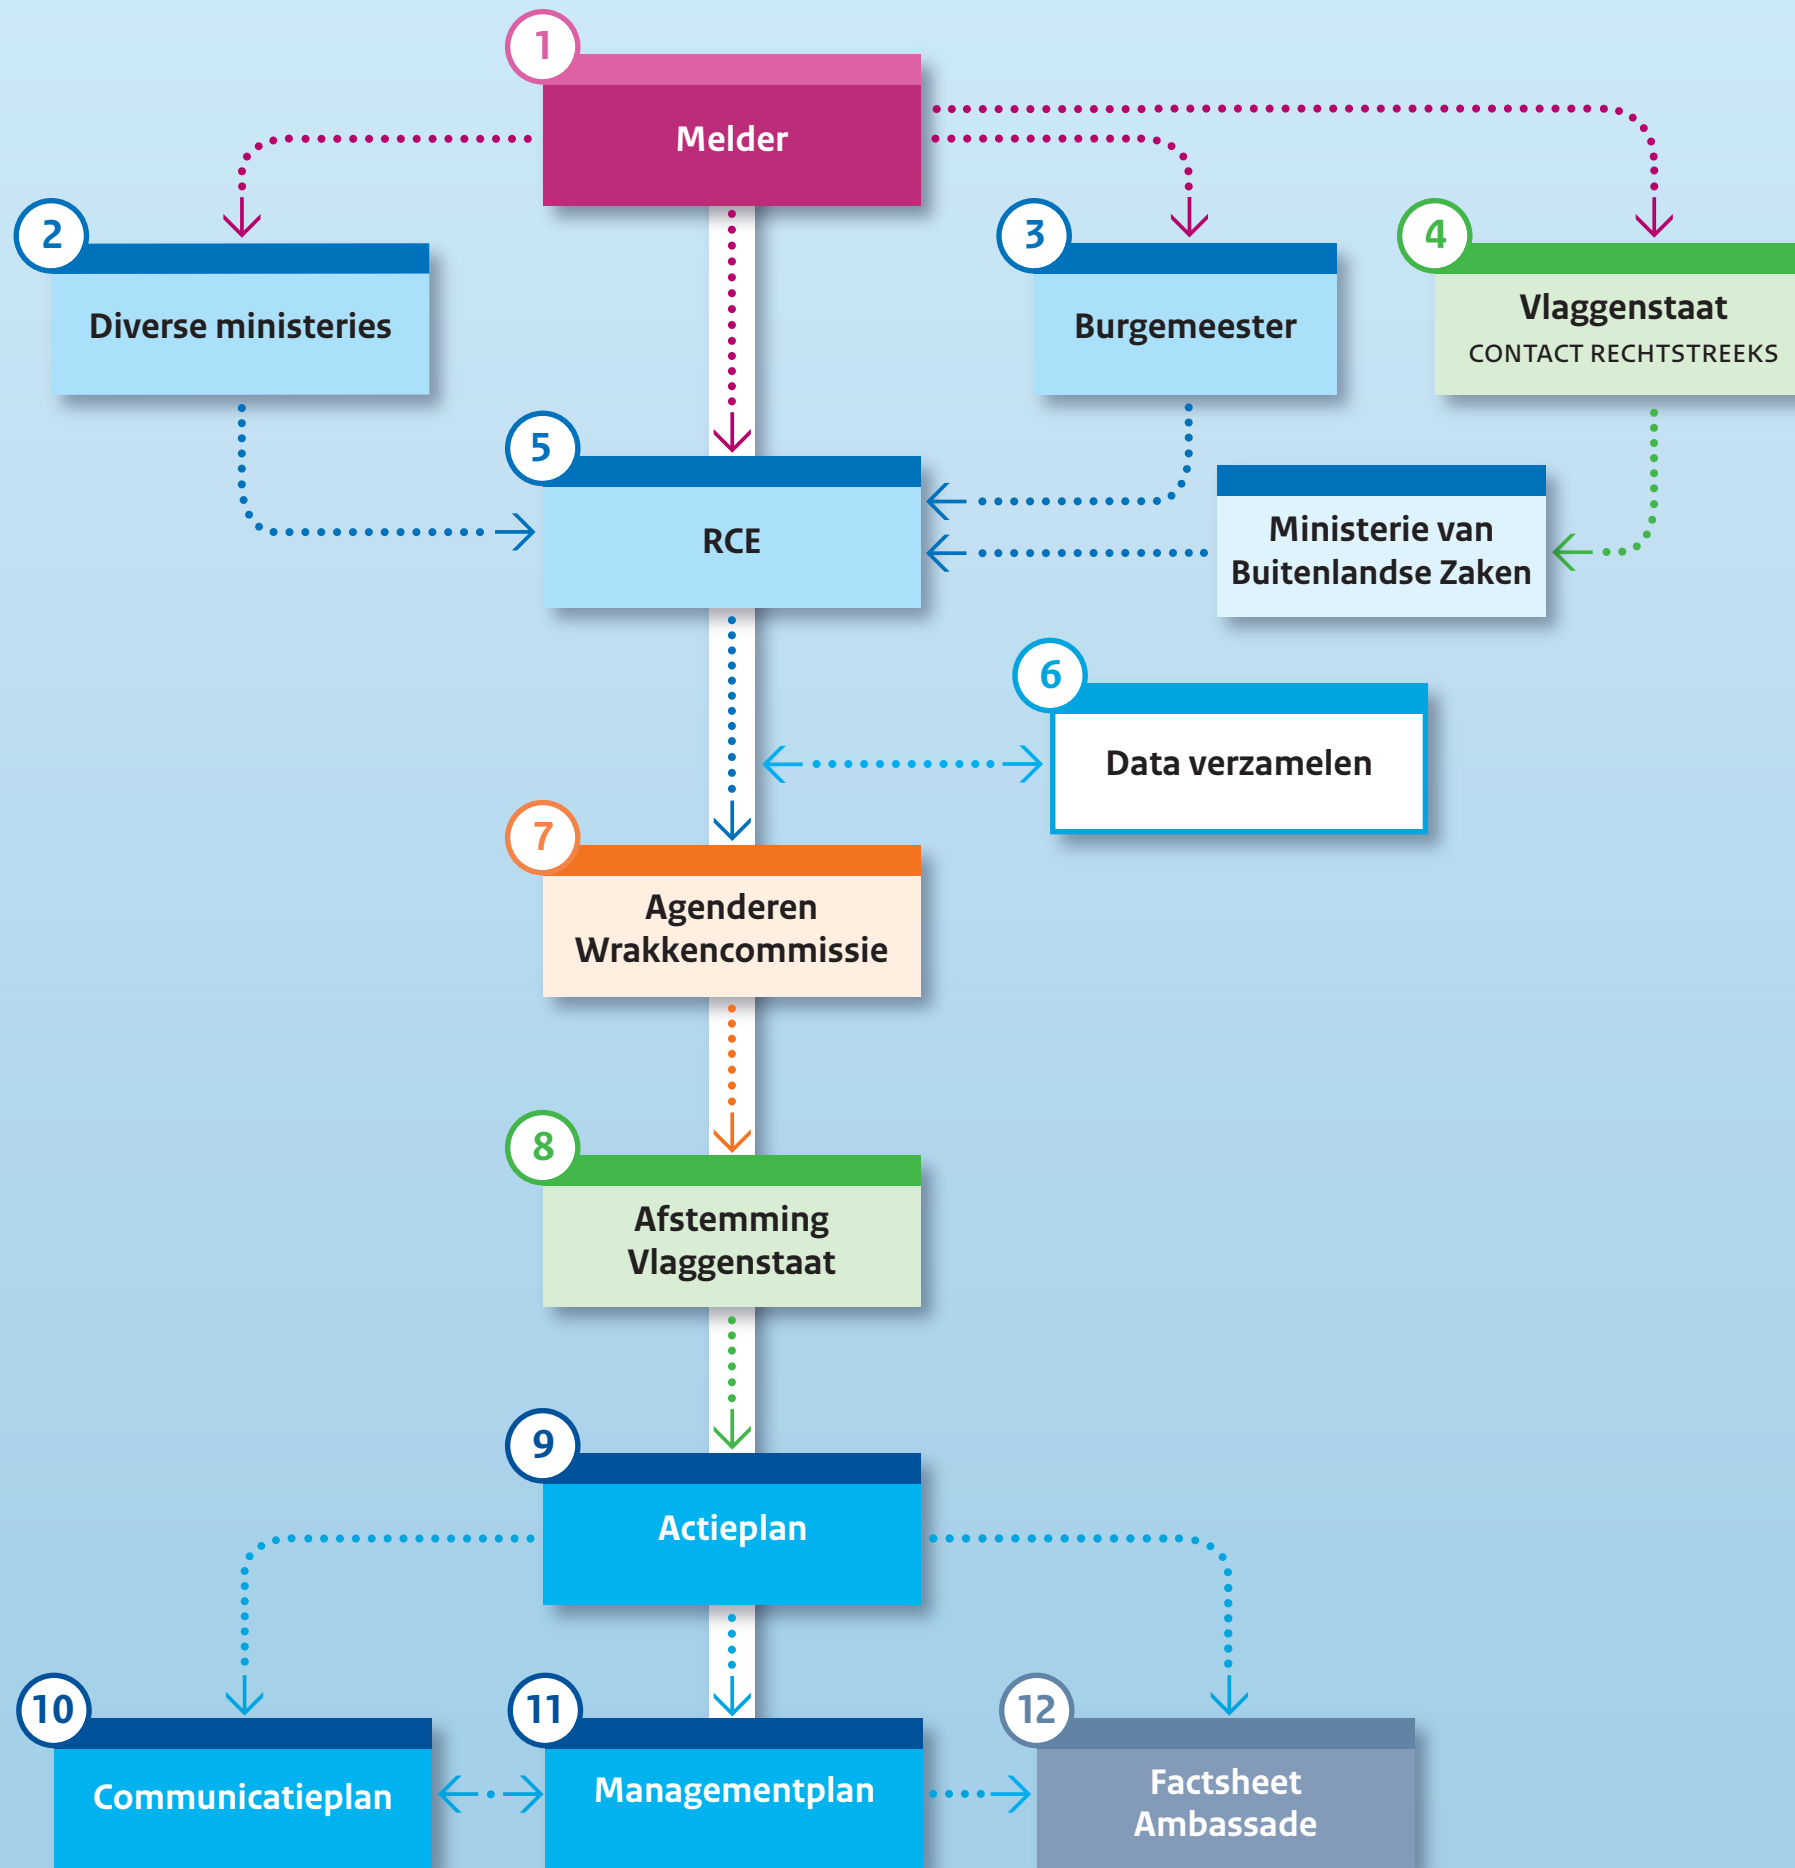 1
Melder
2
Diverse ministeries
3
Burgemeester
4
Vlaggenstaat
CONTACT RECHTSTREEKS
5
RCE
Ministerie van
Buitenlandse Zaken
6
Data verzamelen
7
Agenderen
Wrakkencommissie
8
Afstemming
Vlaggenstaat
9
Actieplan
10
Communicatieplan
11
Managementplan
12
Factsheet
Ambassade